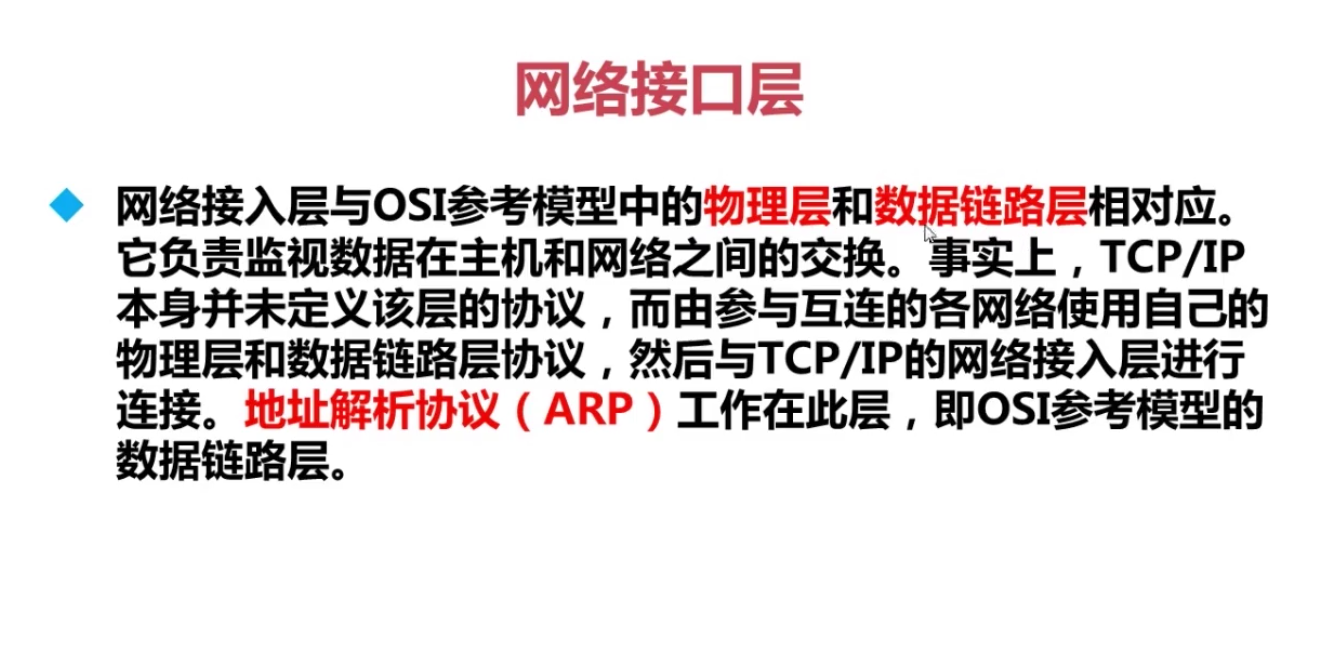 网络接口层
网络接入层与OSI参考模型中的物理层和数据链路层相对应。
它负责监视数据在主机和网络之间的交换。事实上，TCP/IP
本身并未定义该层的协议，而由参与互连的各网络使用自己的
物理层和数据链路层协议，然后与TCP/IP的网络接入层进行
连接。地址解析协议（ARP）工作在此层，即OSI参考模型的
数据链路层。